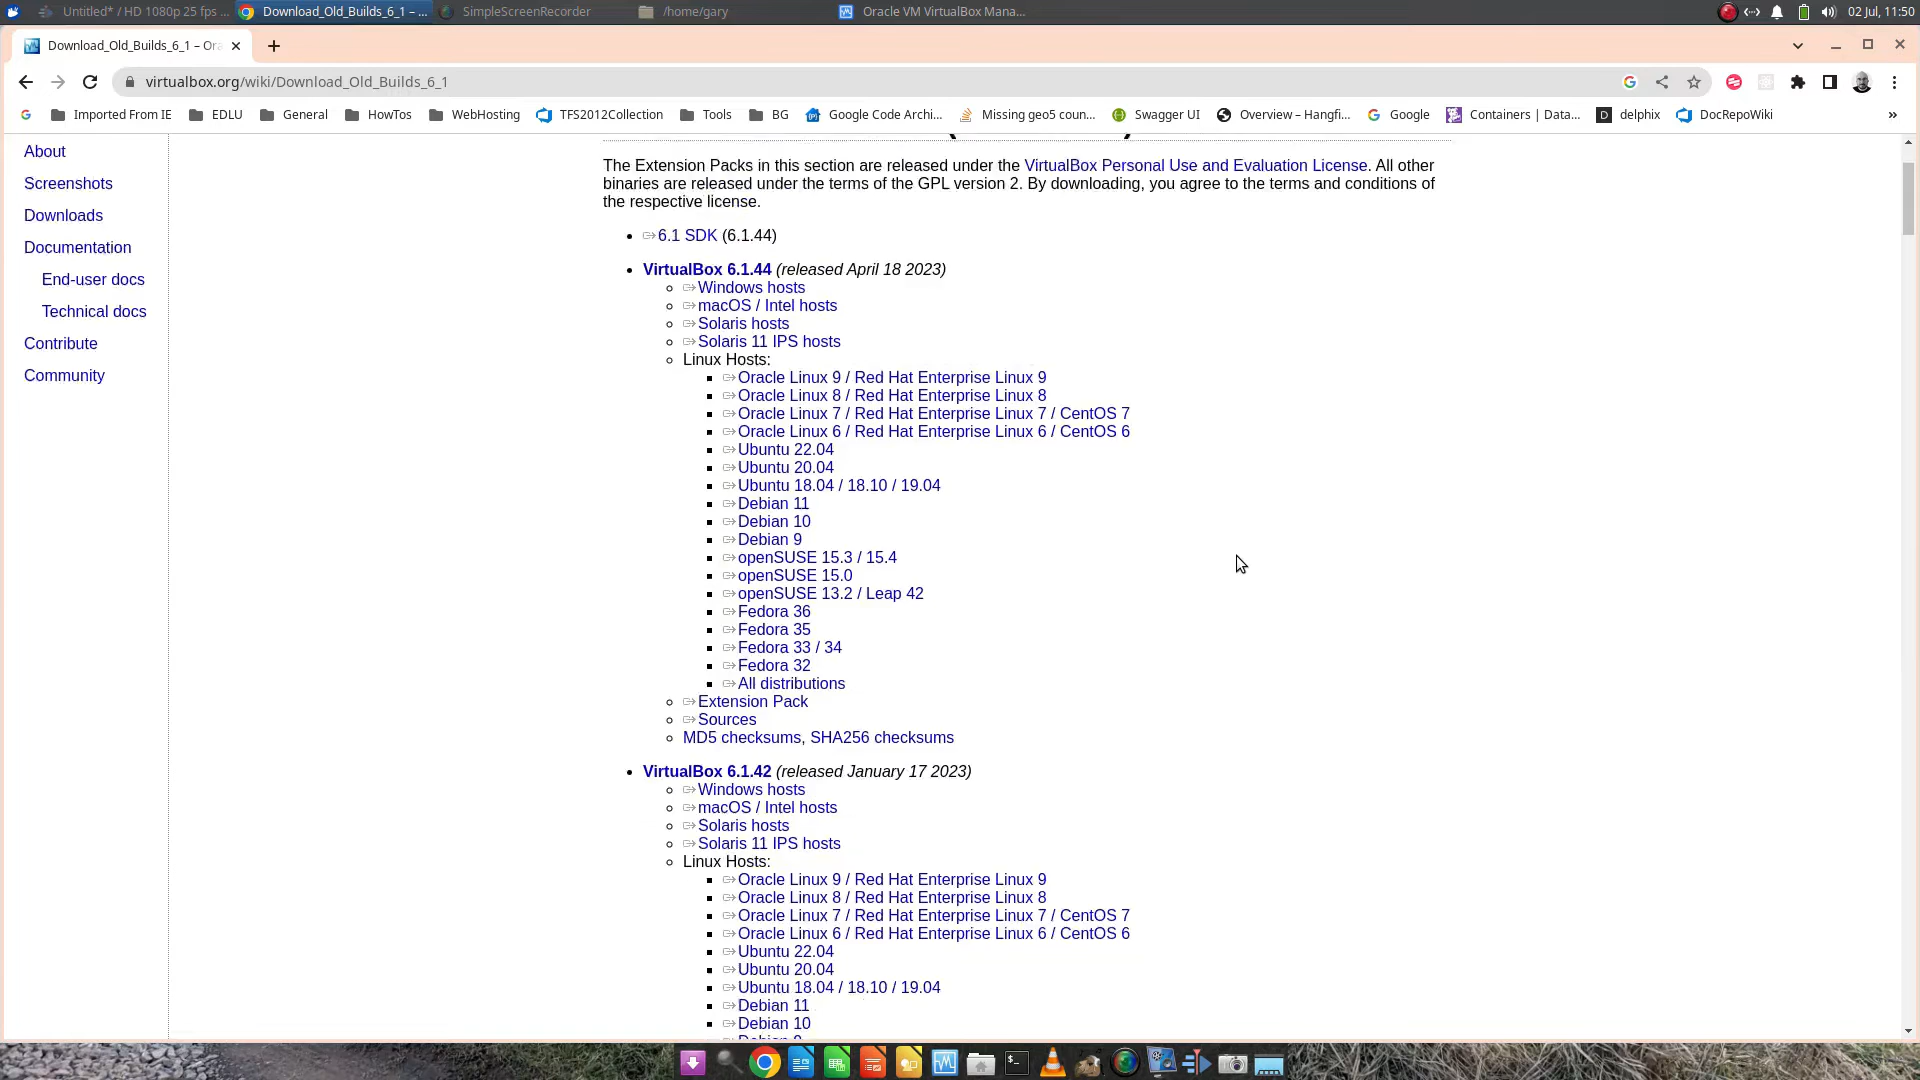 Untitled* / HD 1080p 25 fps ...
Download_Old_Builds_6_1 – ...
SimpleScreenRecorder
/home/gary
Oracle VM VirtualBox Mana...
02 Jul, 11:50
Download_Old_Builds_6_1 – Ora
virtualbox.org/wiki/Download_Old_Builds_6_1
Imported From IE
EDLU
General
HowTos
WebHosting
TFS2012Collection
Tools
BG
Google Code Archi...
Missing geo5 coun...
Swagger UI
Overview – Hangfi...
Google
Containers | Data...
delphix
DocRepoWiki
»
About
Screenshots
Downloads
Documentation
End-user docs
Technical docs
Contribute
Community
The Extension Packs in this section are released under the VirtualBox Personal Use and Evaluation License. All other
binaries are released under the terms of the GPL version 2. By downloading, you agree to the terms and conditions of
the respective license.
6.1 SDK (6.1.44)
VirtualBox 6.1.44 (released April 18 2023)
Windows hosts
macOS / Intel hosts
Solaris hosts
Solaris 11 IPS hosts
Linux Hosts:
Oracle Linux 9 / Red Hat Enterprise Linux 9
Oracle Linux 8 / Red Hat Enterprise Linux 8
Oracle Linux 7 / Red Hat Enterprise Linux 7 / CentOS 7
Oracle Linux 6 / Red Hat Enterprise Linux 6 / CentOS 6
Ubuntu 22.04
Ubuntu 20.04
Ubuntu 18.04 / 18.10 / 19.04
Debian 11
Debian 10
Debian 9
openSUSE 15.3 / 15.4
openSUSE 15.0
openSUSE 13.2 / Leap 42
Fedora 36
Fedora 35
Fedora 33 / 34
Fedora 32
All distributions
Extension Pack
Sources
MD5 checksums, SHA256 checksums
VirtualBox 6.1.42 (released January 17 2023)
Windows hosts
macOS / Intel hosts
Solaris hosts
Solaris 11 IPS hosts
Linux Hosts:
Oracle Linux 9 / Red Hat Enterprise Linux 9
Oracle Linux 8 / Red Hat Enterprise Linux 8
Oracle Linux 7 / Red Hat Enterprise Linux 7 / CentOS 7
Oracle Linux 6 / Red Hat Enterprise Linux 6 / CentOS 6
Ubuntu 22.04
Ubuntu 20.04
Ubuntu 18.04 / 18.10 / 19.04
Debian 11
Debian 10